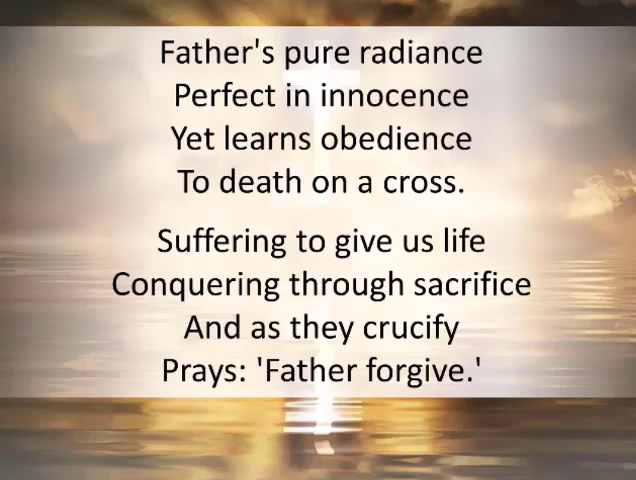 Father's pure radiance
Perfect in innocence
Yet learns obedience
To death on a cross.
Suffering to give us life
Conquering through sacrifice
And as they crucify
Prays: 'Father forgive.'